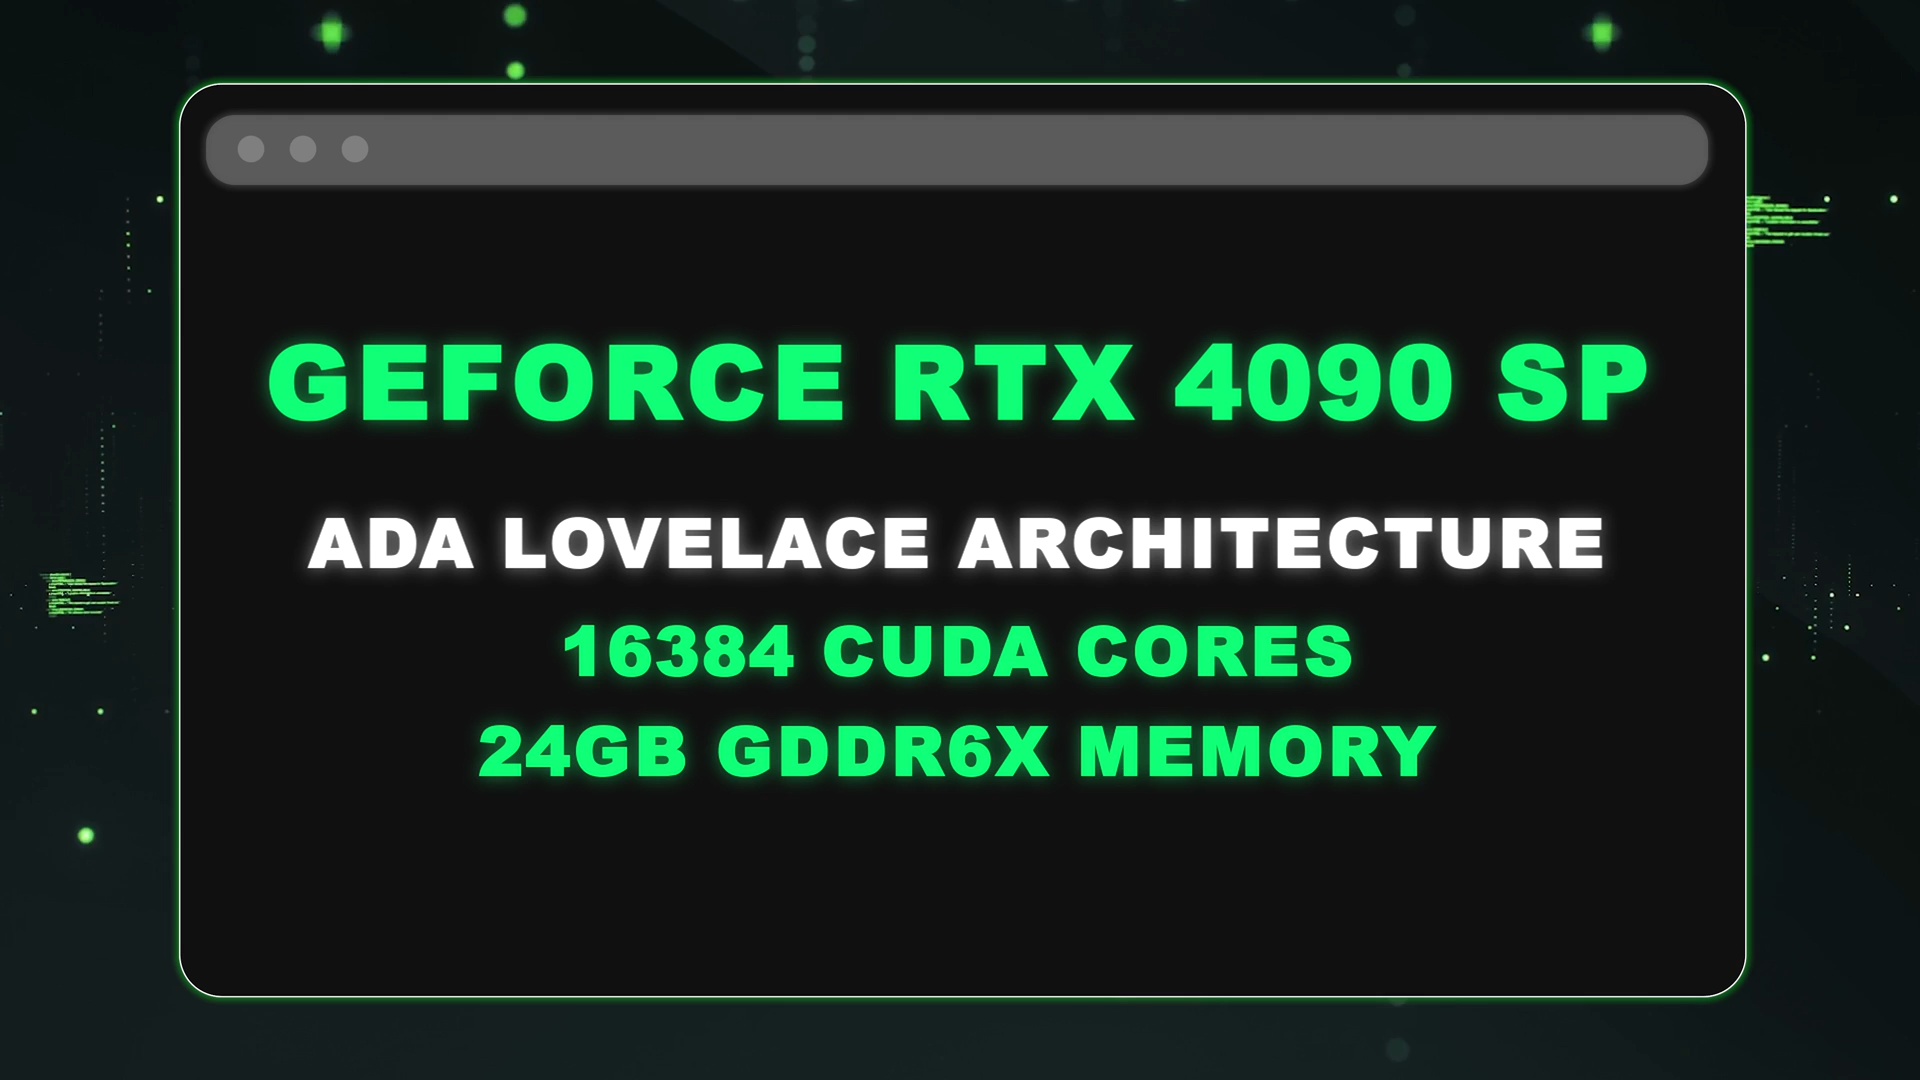 GEFORCE RTX 4090 SP
ADA LOVELACE ARCHITECTURE
16384 CUDA CORES
24GB GDDR6X MEMORY